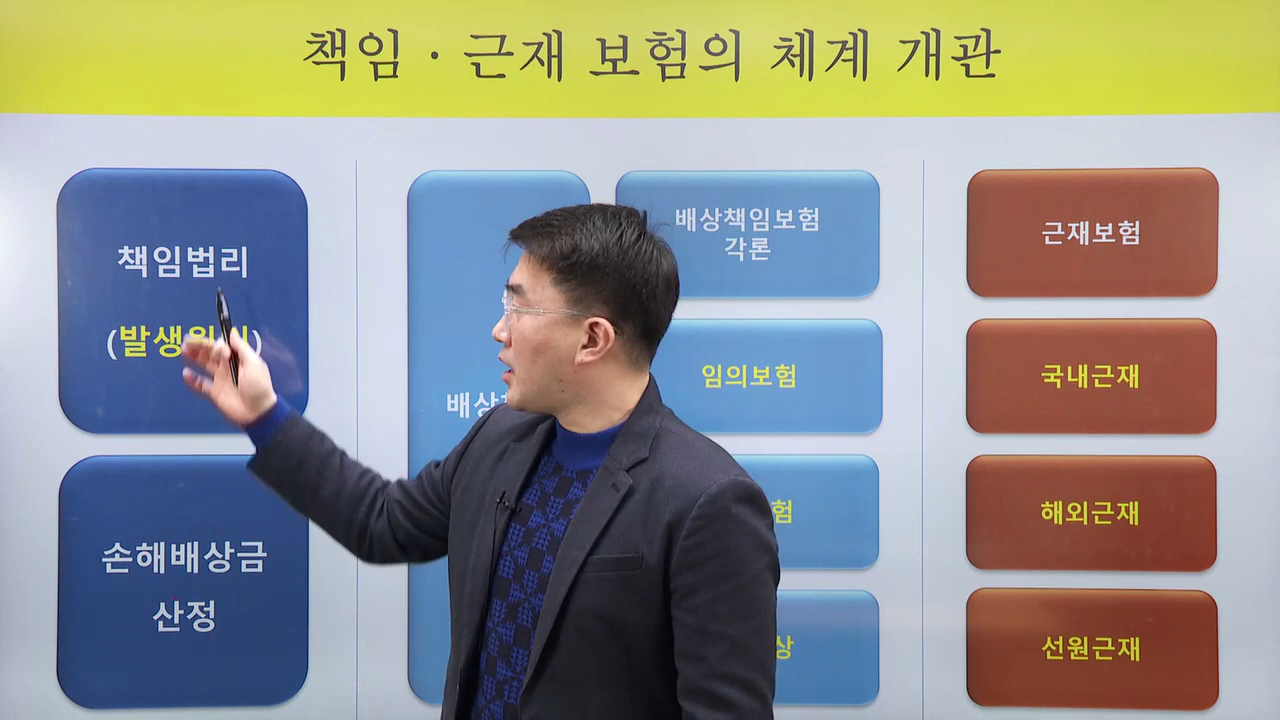 책임 · 근재 보험의 체계 개관
책임법리
손해배상금
산정
배상책임보험
각론
임의보험
근재보험
국내근재
해외근재
선원근재